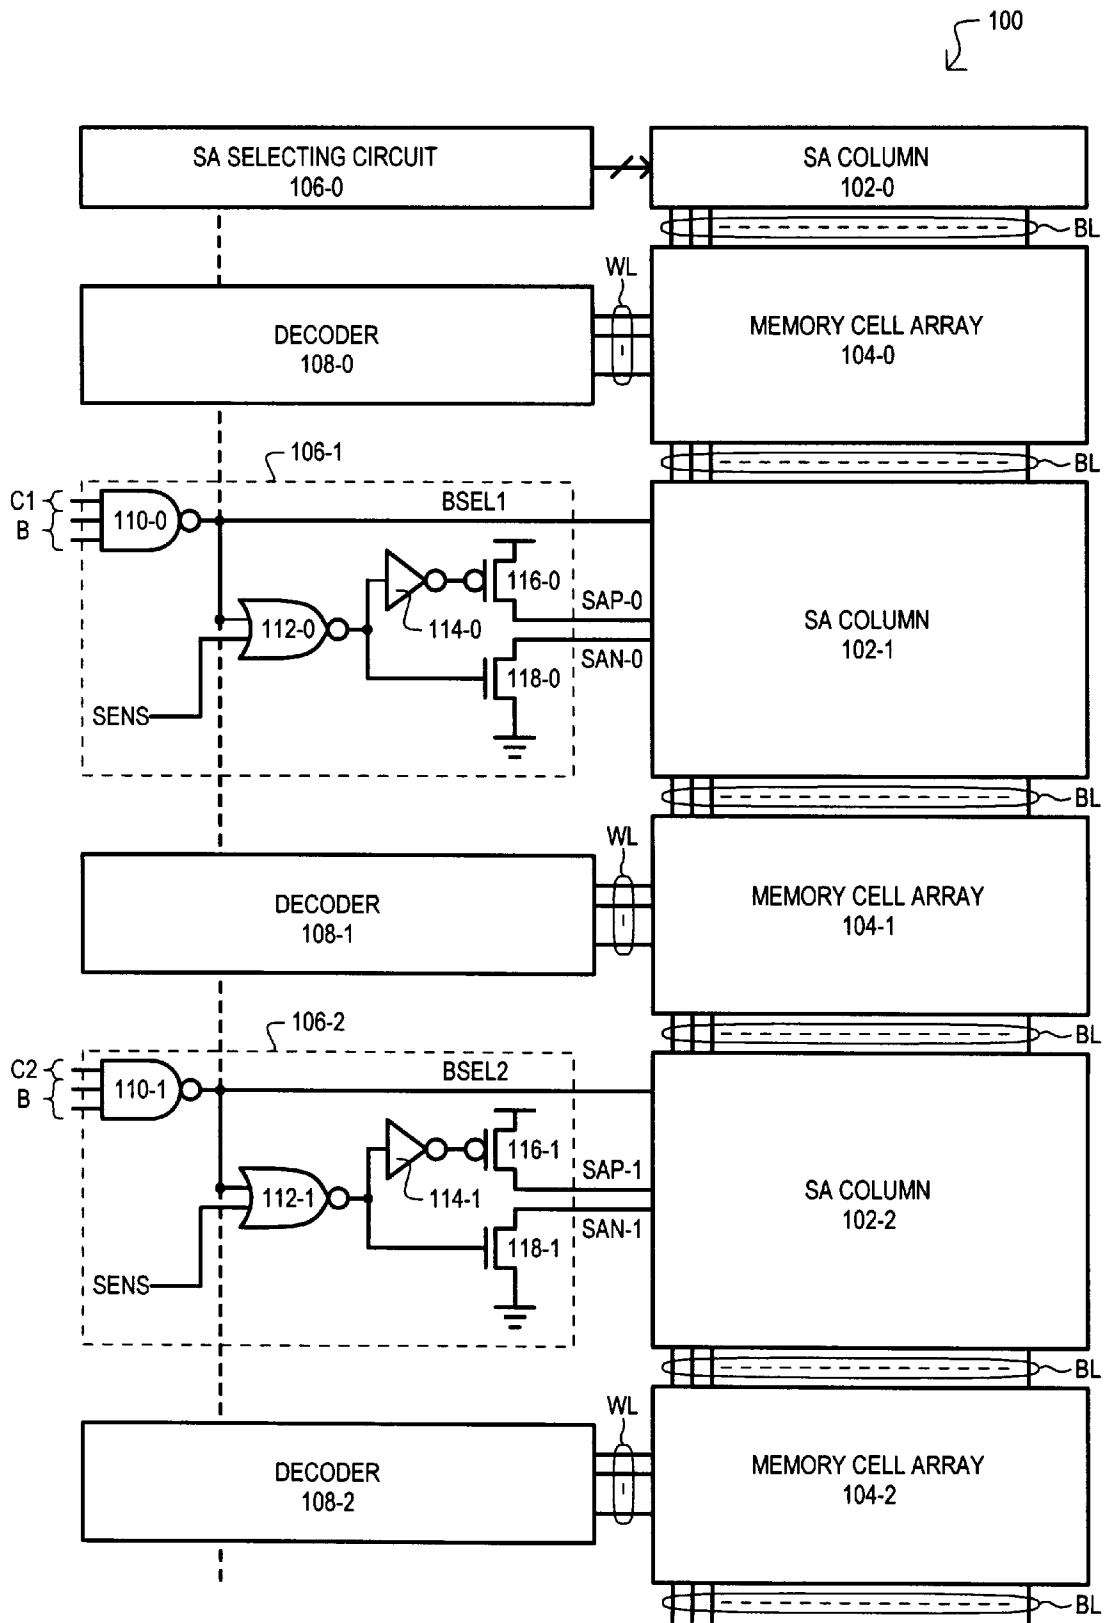 100
SA SELECTING CIRCUIT
106-0
SA COLUMN
102-0
BL
WL
DECODER
108-0
MEMORY CELL ARRAY
104-0
BL
106-1
C1
B
110-0
BSEL1
112-0
114-0
116-0
118-0
SAP-0
SAN-0
SENS
SA COLUMN
102-1
BL
WL
DECODER
108-1
MEMORY CELL ARRAY
104-1
BL
106-2
C2
B
110-1
BSEL2
112-1
114-1
116-1
118-1
SAP-1
SAN-1
SENS
SA COLUMN
102-2
BL
WL
DECODER
108-2
MEMORY CELL ARRAY
104-2
BL